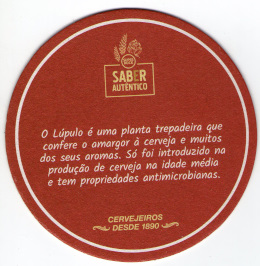 SABER
AUTÊNTICO
O Lúpulo é uma planta trepadeira que
confere o amargor à cerveja e muitos
dos seus aromas. Só foi introduzido na
produção de cerveja na idade média
e tem propriedades antimicrobianas.
CERVEJEIROS
DESDE 1890